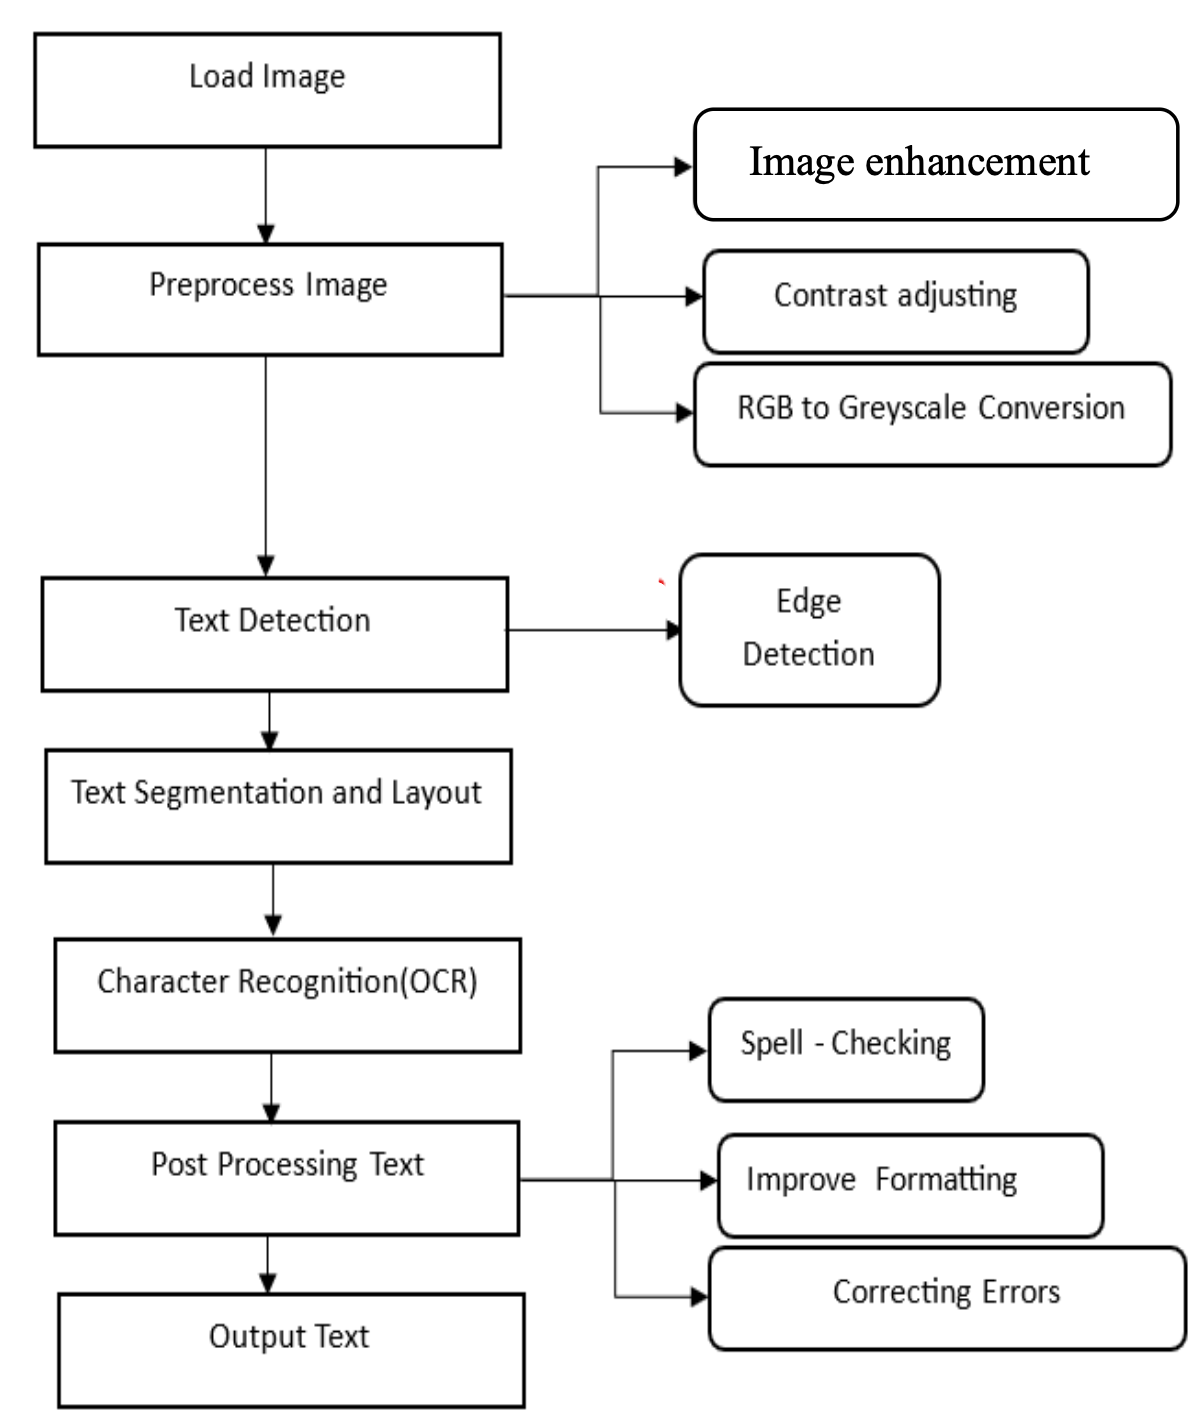 Load Image
Image enhancement
Preprocess Image
Contrast adjusting
RGB to Greyscale Conversion
Text Detection
Edge
Detection
Text Segmentation and Layout
Character Recognition(OCR)
Spell - Checking
Post Processing Text
Improve Formatting
Correcting Errors
Output Text